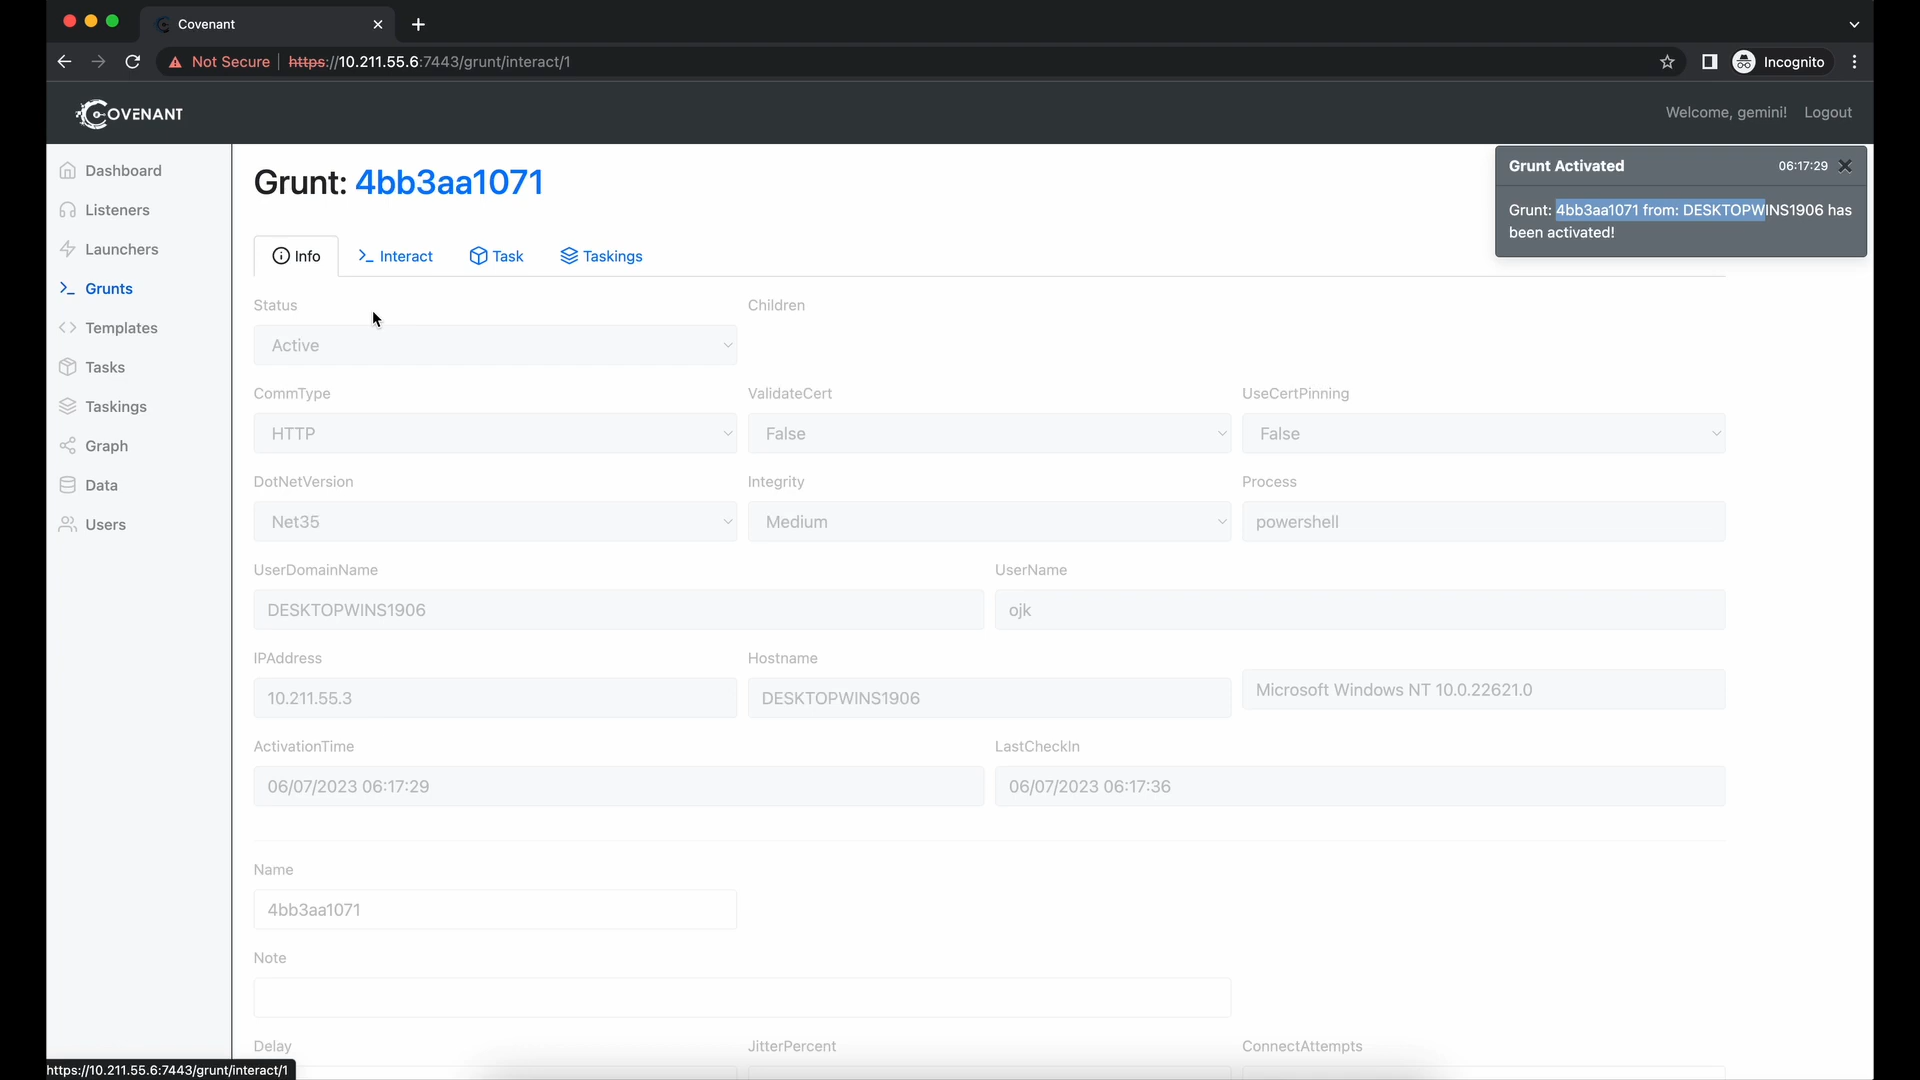 Covenant
Not Secure
https://10.211.55.6:7443/grunt/interact/1
Incognito
COVENANT
Welcome, gemini!
Logout
Dashboard
Listeners
Launchers
Grunts
Templates
Tasks
Taskings
Graph
Data
Users
Grunt: 4bb3aa1071
Grunt Activated
06:17:29
Grunt: 4bb3aa1071 from: DESKTOPWINS1906 has
been activated!
Info
Interact
Task
Taskings
Status
Children
Active
CommType
ValidateCert
UseCertPinning
HTTP
False
False
DotNetVersion
Integrity
Process
Net35
Medium
powershell
UserDomainName
UserName
DESKTOPWINS1906
ojk
IPAddress
Hostname
10.211.55.3
DESKTOPWINS1906
Microsoft Windows NT 10.0.22621.0
ActivationTime
LastCheckIn
06/07/2023 06:17:29
06/07/2023 06:17:36
Name
4bb3aa1071
Note
Delay
JitterPercent
ConnectAttempts
https://10.211.55.6:7443/grunt/interact/1